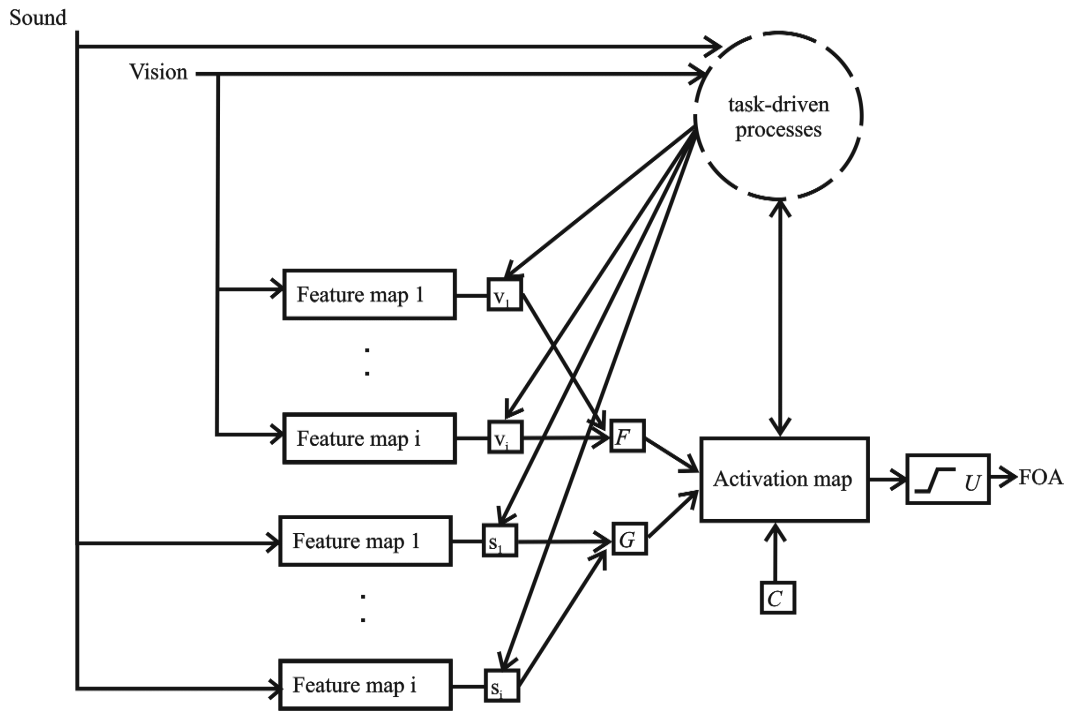 Sound
Vision
task-driven
processes
Feature map 1
v₁
Feature map i
vᵢ
F
Activation map
U
FOA
Feature map 1
s₁
G
C
Feature map i
sᵢ